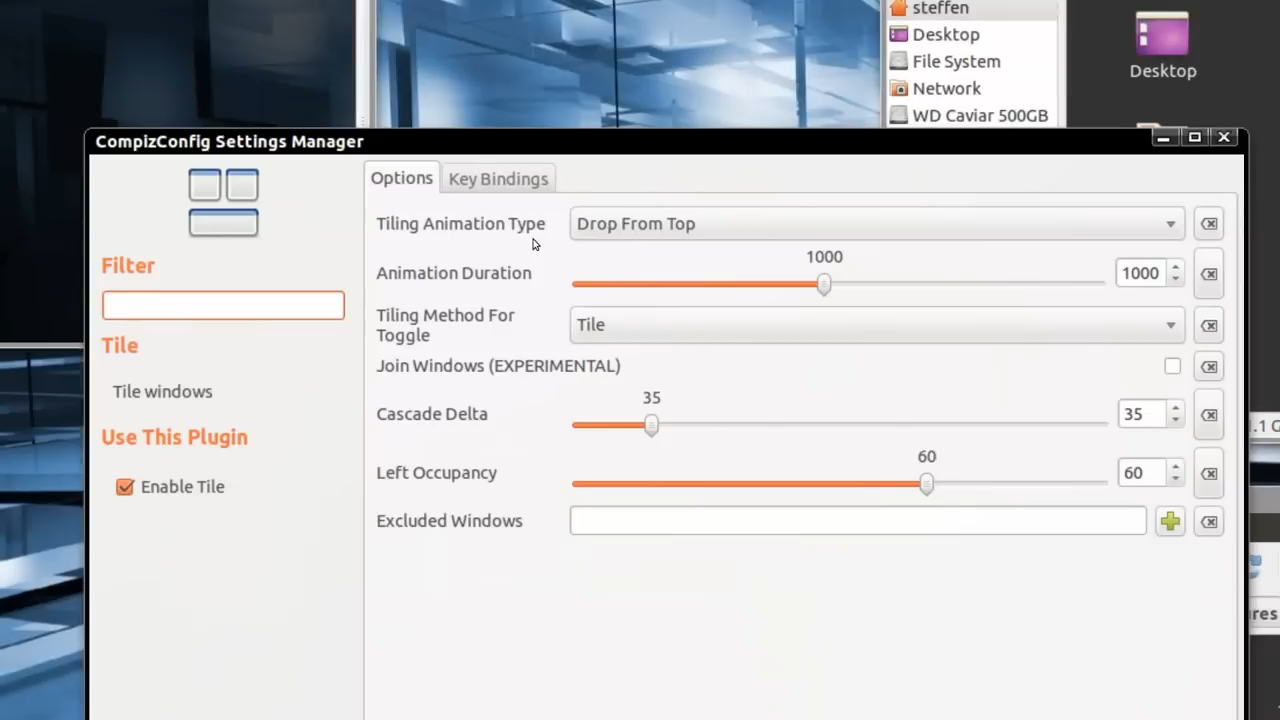 steffen
Desktop
File System
Network
WD Caviar 500GB
Desktop
CompizConfig Settings Manager
Options
Key Bindings
Tiling Animation Type
Drop From Top
1000
Animation Duration
1000
Tiling Method For
Toggle
Tile
Join Windows (EXPERIMENTAL)
35
Cascade Delta
35
60
Left Occupancy
60
Excluded Windows
Filter
Tile
Tile windows
Use This Plugin
Enable Tile